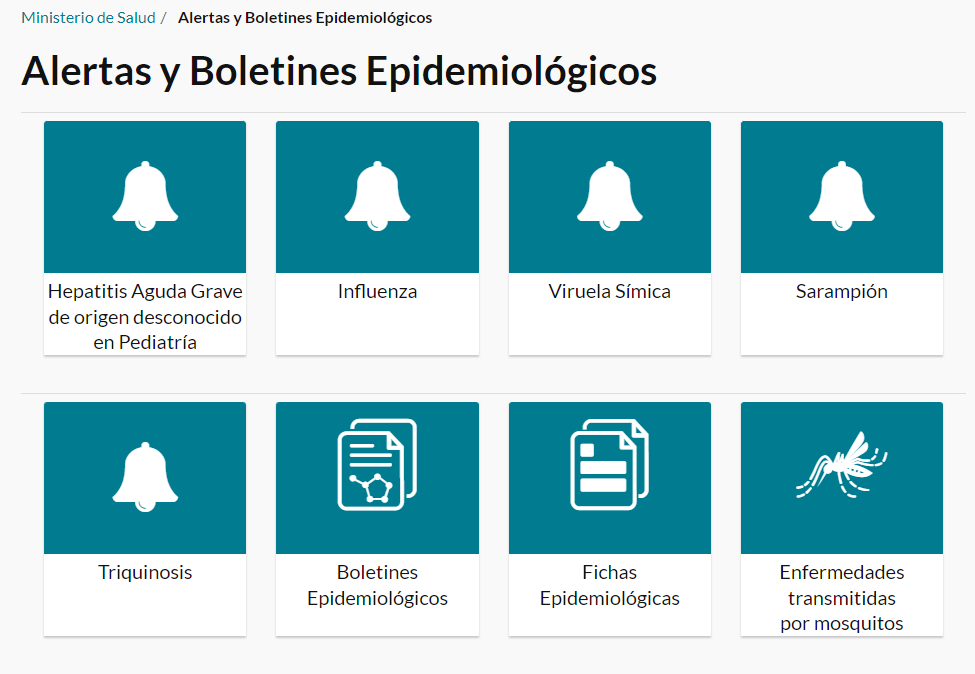 Ministerio de Salud / Alertas y Boletines Epidemiológicos
Alertas y Boletines Epidemiológicos
Hepatitis Aguda Grave
de origen desconocido
en Pediatría
Influenza
Viruela Símica
Sarampión
Triquinosis
Boletines
Epidemiológicos
Fichas
Epidemiológicas
Enfermedades
transmitidas
por mosquitos